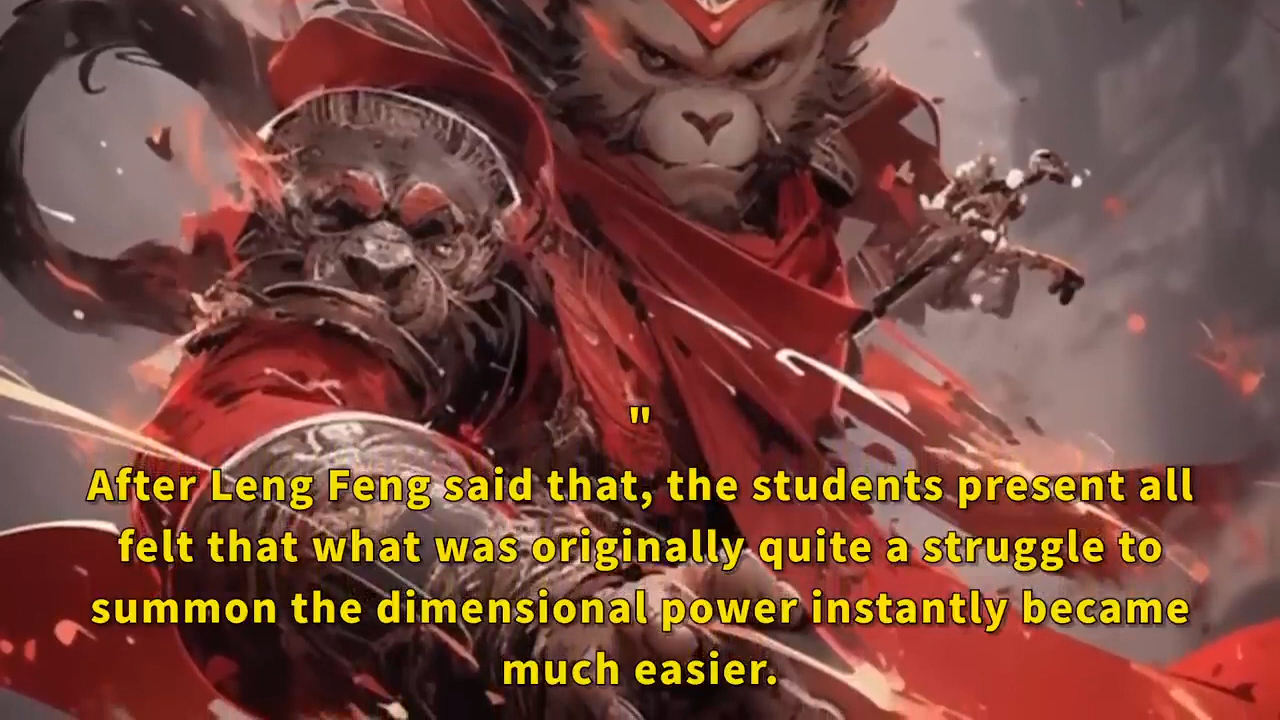 "
After Leng Feng said that, the students present all
felt that what was originally quite a struggle to
summon the dimensional power instantly became
much easier.